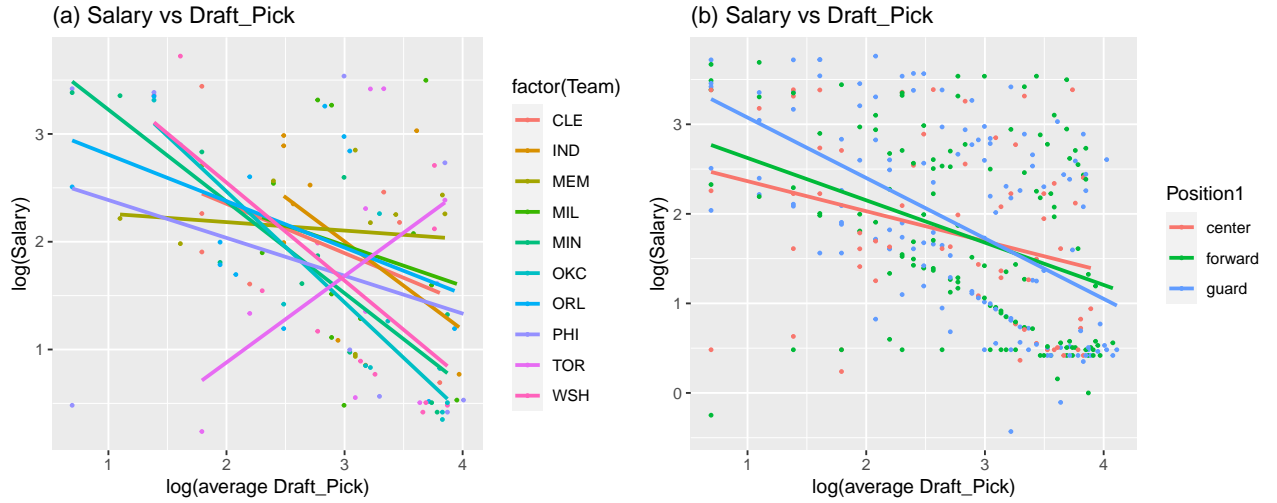 (a) Salary vs Draft_Pick
log(Salary)
3
2
1
1
2
3
4
log(average Draft_Pick)
factor(Team)
CLE
IND
MEM
MIL
MIN
OKC
ORL
PHI
TOR
WSH
(b) Salary vs Draft_Pick
log(Salary)
3
2
1
0
1
2
3
4
log(average Draft_Pick)
Position1
center
forward
guard